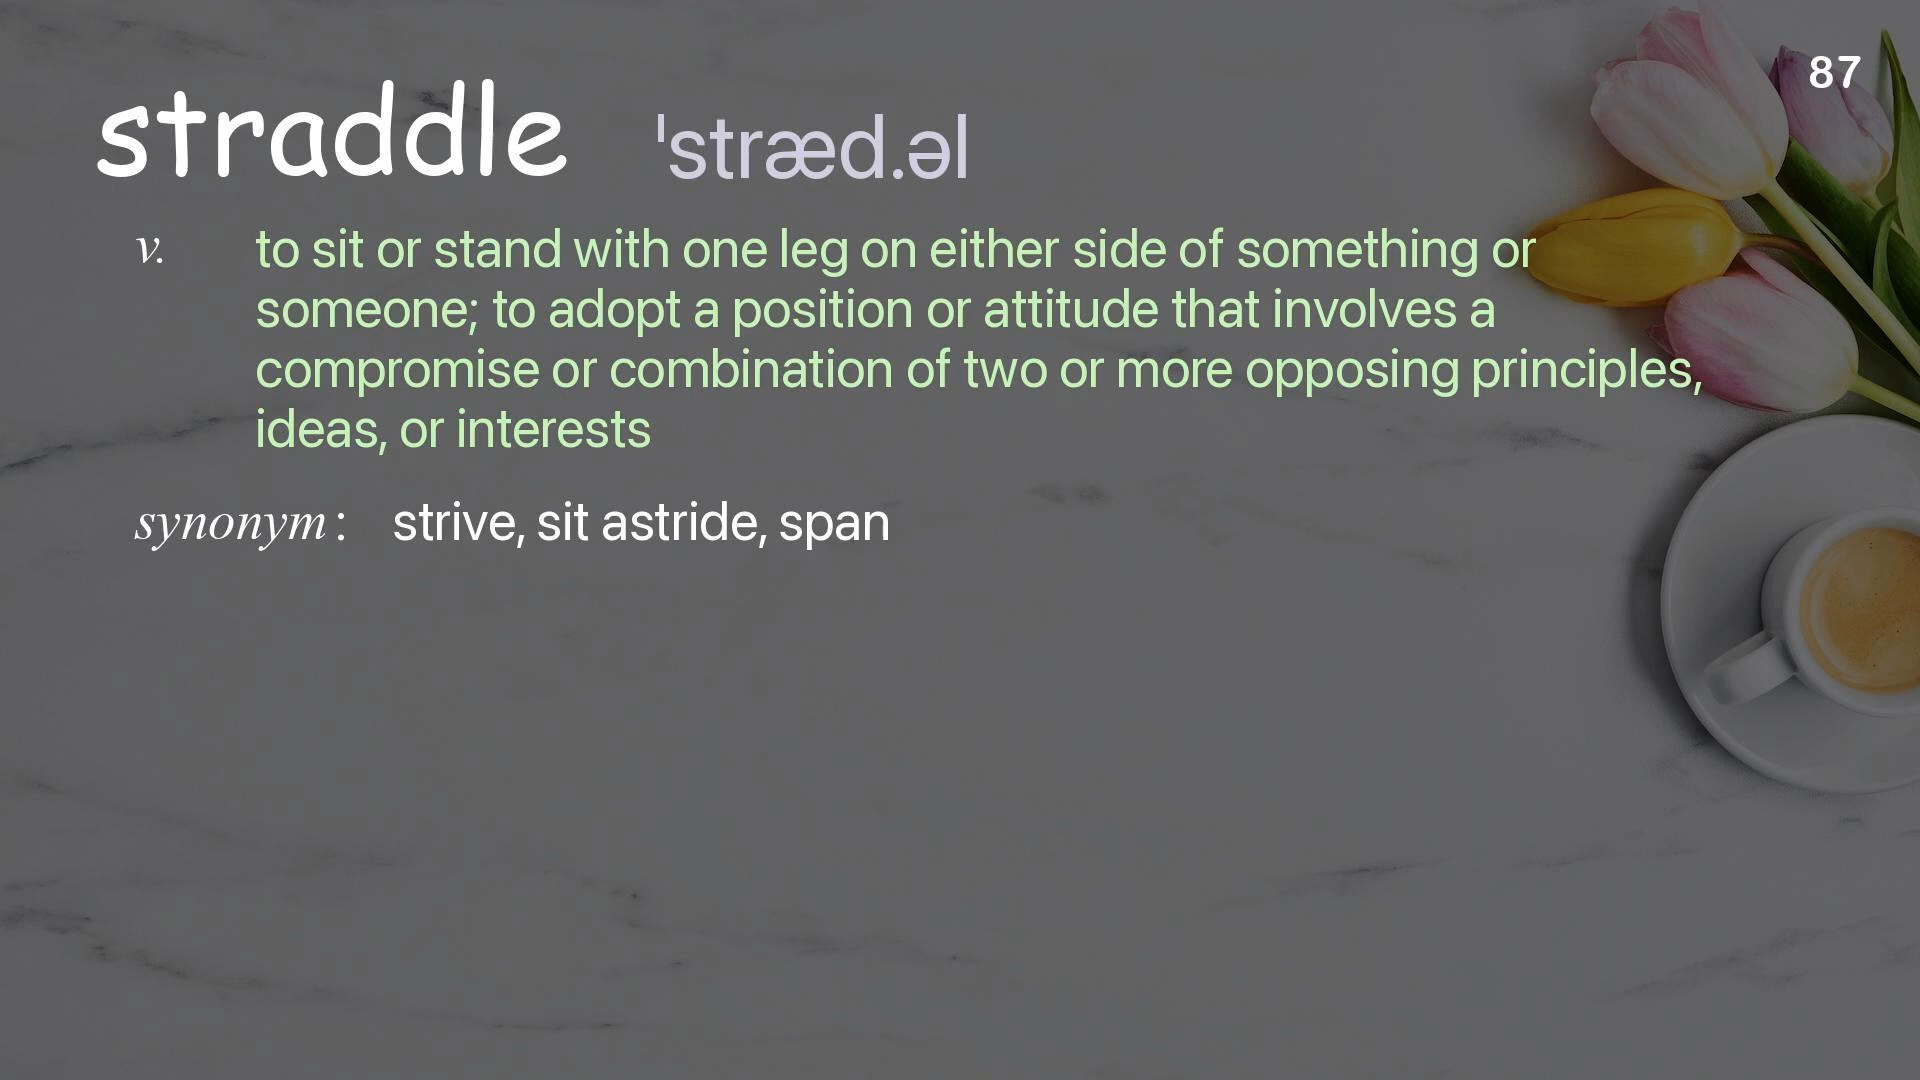 87
straddle ˈstræd.əl
v. to sit or stand with one leg on either side of something or
someone; to adopt a position or attitude that involves a
compromise or combination of two or more opposing principles,
ideas, or interests
synonym : strive, sit astride, span